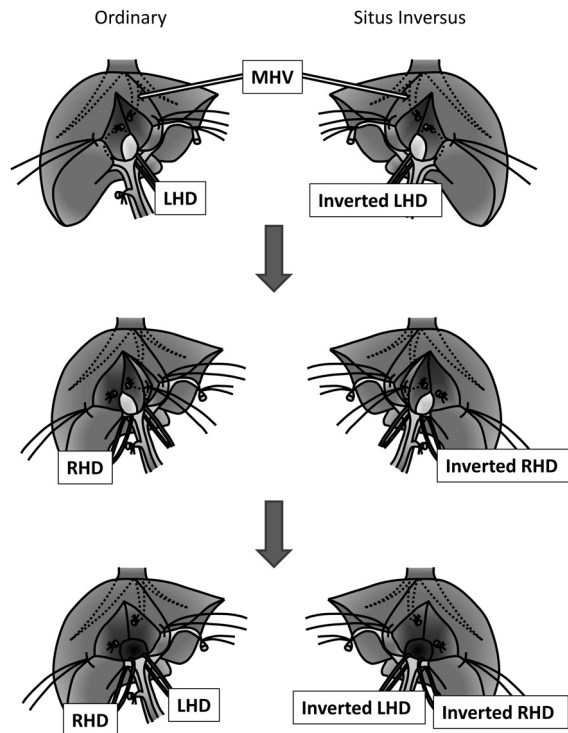 Ordinary
Situs Inversus
MHV
LHD
Inverted LHD
RHD
Inverted RHD
RHD
LHD
Inverted LHD
Inverted RHD